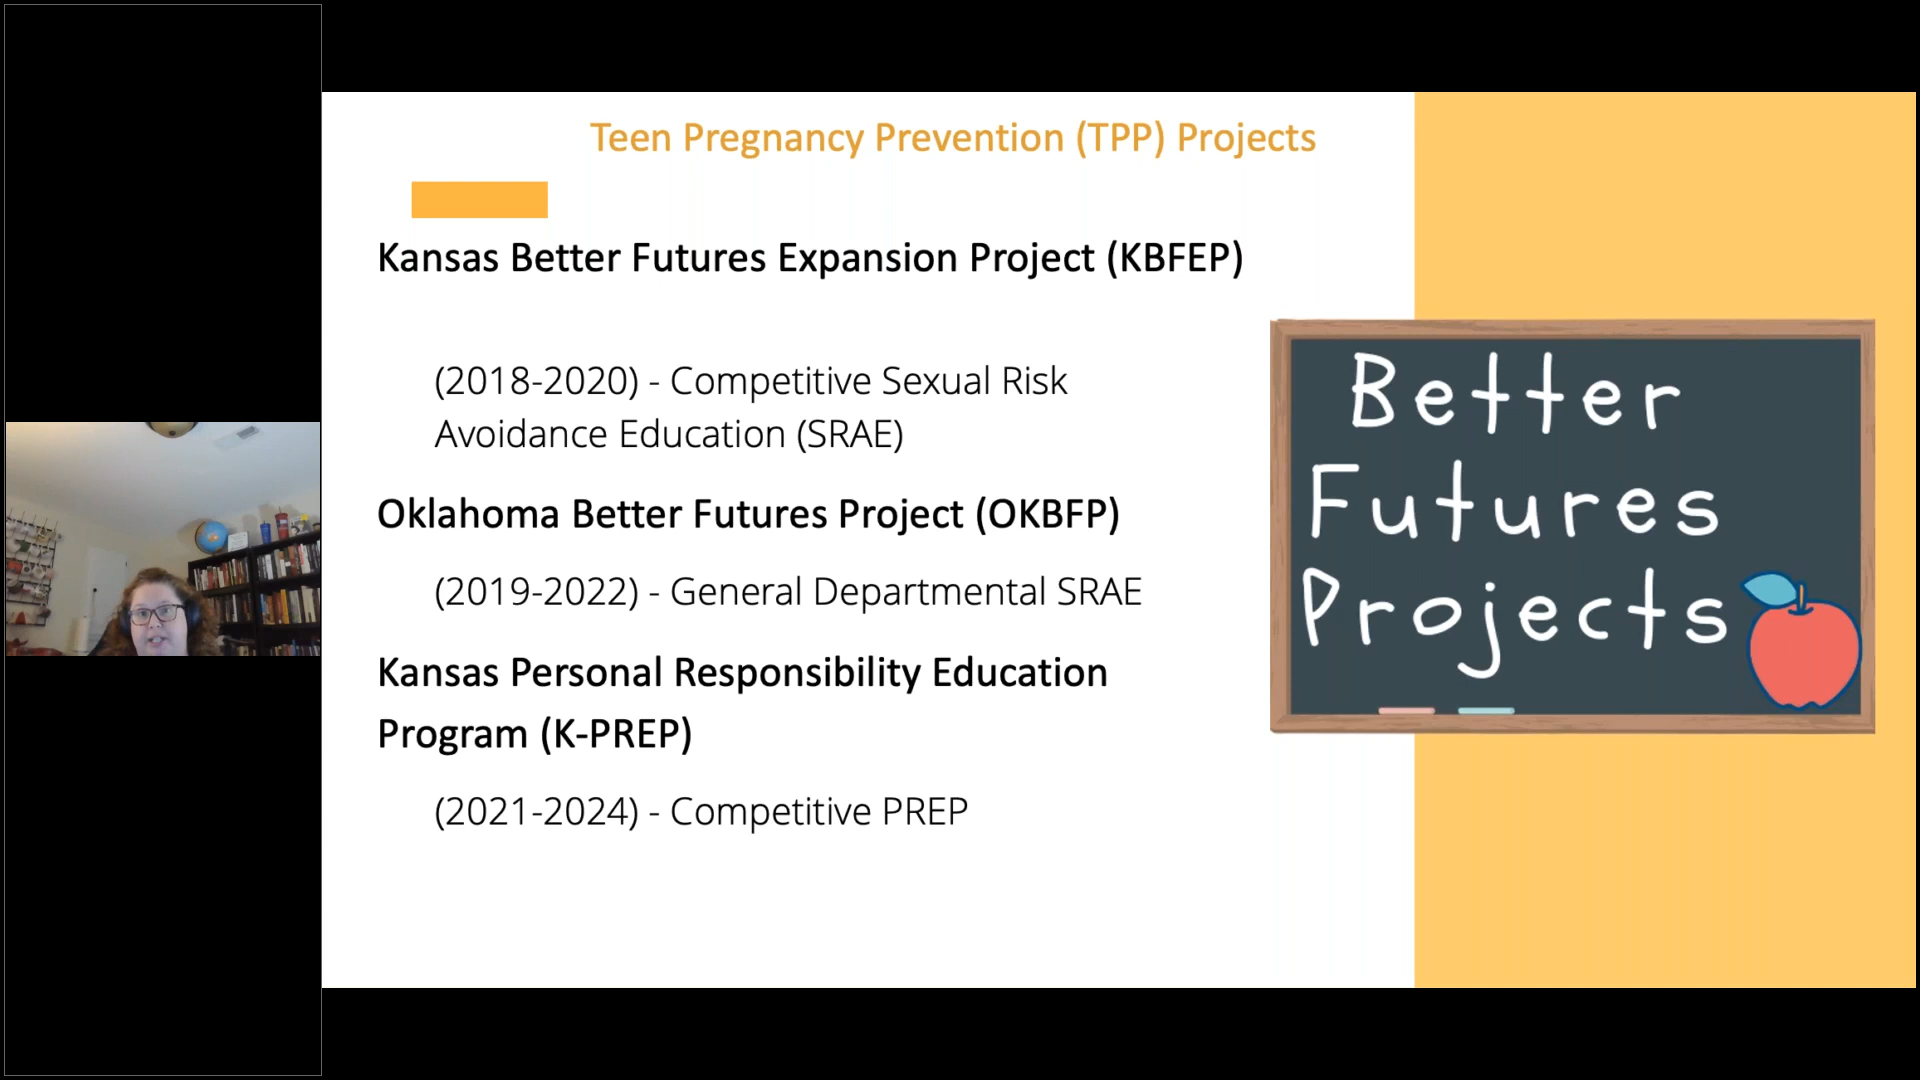 Teen Pregnancy Prevention (TPP) Projects
Kansas Better Futures Expansion Project (KBFEP)
(2018-2020) - Competitive Sexual Risk
Avoidance Education (SRAE)
Oklahoma Better Futures Project (OKBFP)
(2019-2022) - General Departmental SRAE
Kansas Personal Responsibility Education
Program (K-PREP)
(2021-2024) - Competitive PREP
Better
Futures
Projects